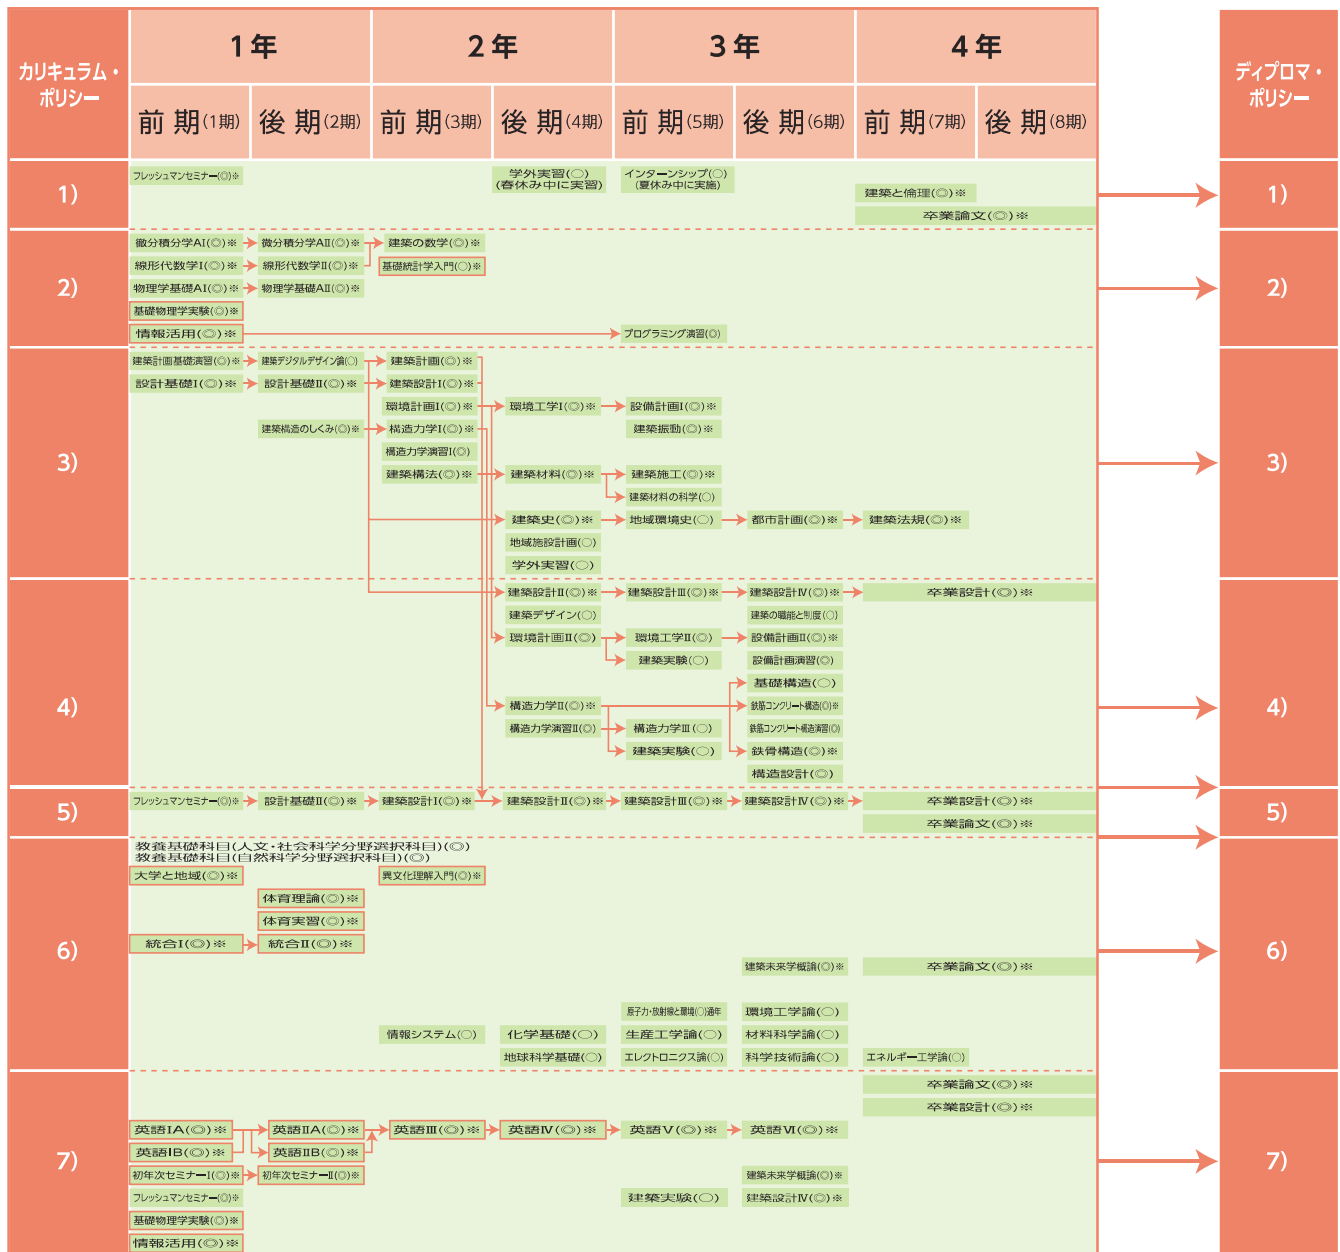 カリキュラム・
ポリシー
1 年
2 年
3 年
4 年
ディプロマ・
ポリシー
前 期(1期)
後 期(2期)
前 期(3期)
後 期(4期)
前 期(5期)
後 期(6期)
前 期(7期)
後 期(8期)
1)
フレッシュマンセミナー(◎)※
学外実習(○)
(春休み中に実習)
インターンシップ(○)
(夏休み中に実施)
建築と倫理(◎)※
卒業論文(◎)※
1)
2)
微分積分学AI(◎)※
微分積分学AⅡ(◎)※
建築の数学(◎)※
線形代数学I(◎)※
線形代数学Ⅱ(◎)※
基礎統計学入門(○)※
物理学基礎AI(◎)※
物理学基礎AⅡ(◎)※
基礎物理学実験(◎)※
情報活用(◎)※
プログラミング演習(◎)
2)
3)
建築計画基礎演習(◎)※
建築デジタルデザイン論(○)
建築計画(◎)※
設計基礎I(◎)※
設計基礎Ⅱ(◎)※
建築設計I(◎)※
環境計画I(◎)※
環境工学I(◎)※
設備計画I(◎)※
建築構造のしくみ(◎)※
構造力学I(◎)※
建築振動(◎)※
構造力学演習I(◎)
建築構法(◎)※
建築材料(◎)※
建築施工(◎)※
建築材料の科学(○)
建築史(◎)※
地域環境史(○)
都市計画(◎)※
建築法規(◎)※
地域施設計画(○)
学外実習(○)
3)
4)
建築設計Ⅱ(◎)※
建築設計Ⅲ(◎)※
建築設計Ⅳ(◎)※
卒業設計(◎)※
建築デザイン(○)
建築の職能と制度(○)
環境計画Ⅱ(◎)
環境工学Ⅱ(◎)
設備計画Ⅱ(◎)※
建築実験(○)
設備計画演習(◎)
基礎構造(○)
構造力学Ⅱ(◎)※
鉄筋コンクリート構造(◎)※
構造力学演習Ⅱ(◎)
構造力学Ⅲ(○)
鉄筋コンクリート構造演習(◎)
建築実験(○)
鉄骨構造(◎)※
構造設計(○)
4)
5)
フレッシュマンセミナー(◎)※
設計基礎Ⅱ(◎)※
建築設計I(◎)※
建築設計Ⅱ(◎)※
建築設計Ⅲ(◎)※
建築設計Ⅳ(◎)※
卒業設計(◎)※
卒業論文(◎)※
5)
6)
教養基礎科目(人文・社会科学分野選択科目)(◎)
教養基礎科目(自然科学分野選択科目)(◎)
大学と地域(◎)※
異文化理解入門(◎)※
体育理論(◎)※
体育実習(◎)※
統合I(◎)※
統合Ⅱ(◎)※
建築未来学概論(◎)※
卒業論文(◎)※
原子力・放射線と環境(○)通年
環境工学論(○)
情報システム(○)
化学基礎(○)
生産工学論(○)
材料科学論(○)
地球科学基礎(○)
エレクトロニクス論(○)
科学技術論(○)
エネルギー工学論(○)
6)
7)
卒業論文(◎)※
卒業設計(◎)※
英語IA(◎)※
英語ⅡA(◎)※
英語Ⅲ(◎)※
英語Ⅳ(◎)※
英語Ⅴ(◎)※
英語Ⅵ(◎)※
英語IB(◎)※
英語ⅡB(◎)※
初年次セミナーI(◎)※
初年次セミナーⅡ(◎)※
建築未来学概論(◎)※
フレッシュマンセミナー(◎)※
建築実験(○)
建築設計Ⅳ(◎)※
基礎物理学実験(◎)※
情報活用(◎)※
7)